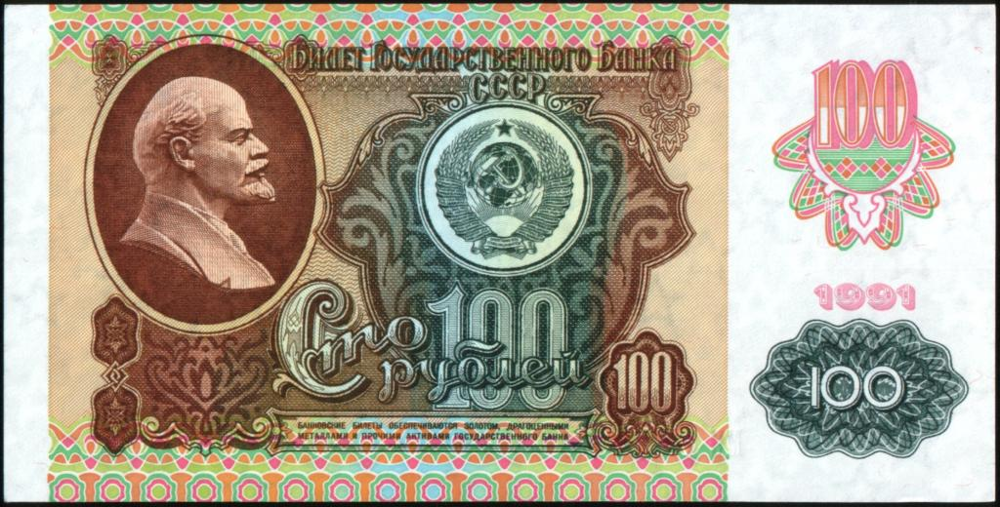 Билет Государственного Банка
СССР
100
1991
100
Сто
рублей
100
100
100
БАНКОВСКИЕ БИЛЕТЫ ОБЕСПЕЧИВАЮТСЯ ЗОЛОТОМ, ДРАГОЦЕННЫМИ
МЕТАЛЛАМИ И ПРОЧИМИ АКТИВАМИ ГОСУДАРСТВЕННОГО БАНКА